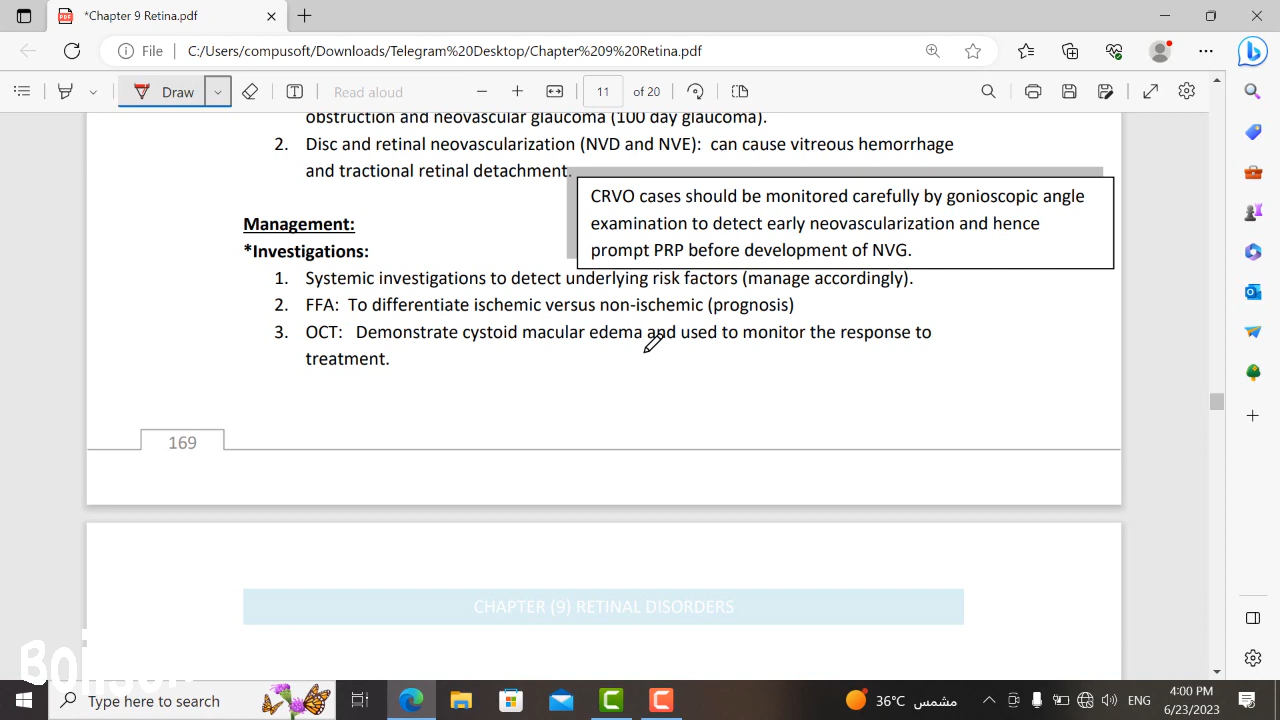 *Chapter 9 Retina.pdf
File C:/Users/compusoft/Downloads/Telegram%20Desktop/Chapter%209%20Retina.pdf
Draw Read aloud 11 of 20
obstruction and neovascular glaucoma (100 day glaucoma).
2. Disc and retinal neovascularization (NVD and NVE): can cause vitreous hemorrhage
and tractional retinal detachment.
CRVO cases should be monitored carefully by gonioscopic angle
examination to detect early neovascularization and hence
prompt PRP before development of NVG.
Management:
*Investigations:
1. Systemic investigations to detect underlying risk factors (manage accordingly).
2. FFA: To differentiate ischemic versus non-ischemic (prognosis)
3. OCT: Demonstrate cystoid macular edema and used to monitor the response to
treatment.
169
CHAPTER (9) RETINAL DISORDERS
Type here to search
36°C مشمس
ENG
4:00 PM
6/23/2023